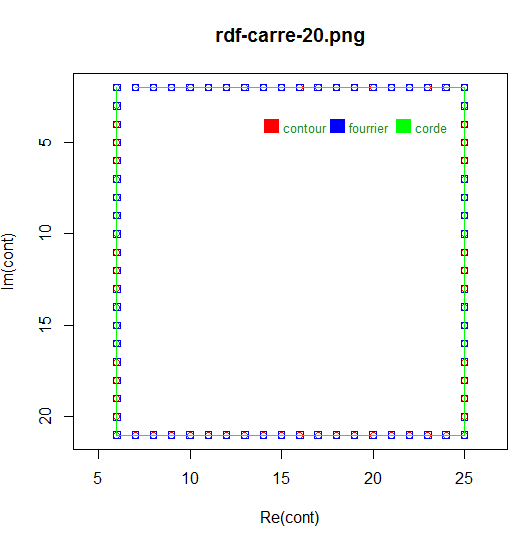 rdf-carre-20.png
contour fourrier corde
5
10
15
20
Im(cont)
5 10 15 20 25
Re(cont)